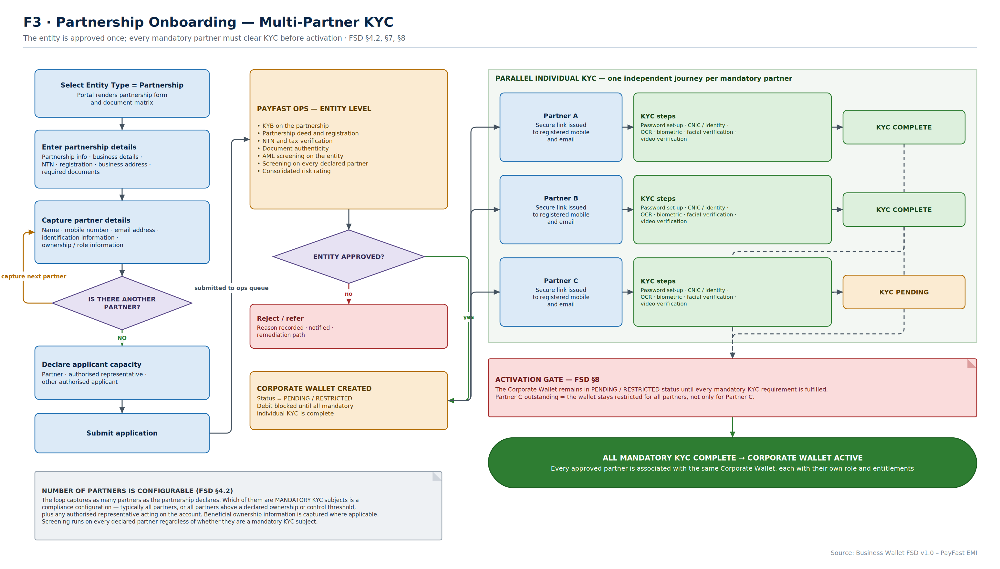 F3 · Partnership Onboarding — Multi-Partner KYC
The entity is approved once; every mandatory partner must clear KYC before activation · FSD §4.2, §7, §8
Select Entity Type = Partnership
Portal renders partnership form
and document matrix
Enter partnership details
Partnership info · business details ·
NTN · registration · business address ·
required documents
Capture partner details
Name · mobile number · email address ·
identification information ·
ownership / role information
capture next partner
IS THERE ANOTHER
PARTNER?
NO
Declare applicant capacity
Partner · authorised representative ·
other authorised applicant
Submit application
submitted to ops queue
PAYFAST OPS — ENTITY LEVEL
• KYB on the partnership
• Partnership deed and registration
• NTN and tax verification
• Document authenticity
• AML screening on the entity
• Screening on every declared partner
• Consolidated risk rating
ENTITY APPROVED?
no
yes
Reject / refer
Reason recorded · notified ·
remediation path
CORPORATE WALLET CREATED
Status = PENDING / RESTRICTED
Debit blocked until all mandatory
individual KYC is complete
PARALLEL INDIVIDUAL KYC — one independent journey per mandatory partner
Partner A
Secure link issued
to registered mobile
and email
KYC steps
Password set-up · CNIC / identity ·
OCR · biometric · facial verification ·
video verification
KYC COMPLETE
Partner B
Secure link issued
to registered mobile
and email
KYC steps
Password set-up · CNIC / identity ·
OCR · biometric · facial verification ·
video verification
KYC COMPLETE
Partner C
Secure link issued
to registered mobile
and email
KYC steps
Password set-up · CNIC / identity ·
OCR · biometric · facial verification ·
video verification
KYC PENDING
ACTIVATION GATE — FSD §8
The Corporate Wallet remains in PENDING / RESTRICTED status until every mandatory KYC requirement is fulfilled.
Partner C outstanding ⇒ the wallet stays restricted for all partners, not only for Partner C.
ALL MANDATORY KYC COMPLETE → CORPORATE WALLET ACTIVE
Every approved partner is associated with the same Corporate Wallet, each with their own role and entitlements
NUMBER OF PARTNERS IS CONFIGURABLE (FSD §4.2)
The loop captures as many partners as the partnership declares. Which of them are MANDATORY KYC subjects is a
compliance configuration — typically all partners, or all partners above a declared ownership or control threshold,
plus any authorised representative acting on the account. Beneficial ownership information is captured where applicable.
Screening runs on every declared partner regardless of whether they are a mandatory KYC subject.
Source: Business Wallet FSD v1.0 – PayFast EMI